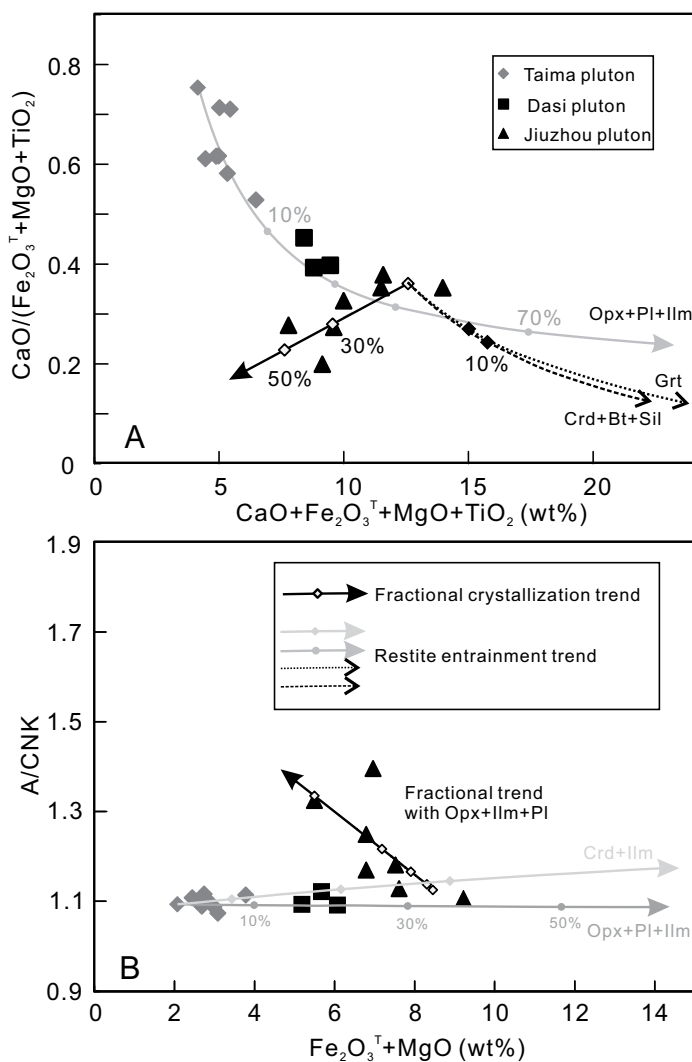 0.8
0.6
0.4
0.2
0
CaO/(Fe₂O₃ᵀ+MgO+TiO₂)
Taima pluton
Dasi pluton
Jiuzhou pluton
10%
70%
Opx+Pl+Ilm
30%
50%
10%
Grt
Crd+Bt+Sil
A
0 5 10 15 20
CaO+Fe₂O₃ᵀ+MgO+TiO₂ (wt%)
1.9
1.7
1.5
1.3
1.1
0.9
A/CNK
Fractional crystallization trend
Restite entrainment trend
Fractional trend
with Opx+Ilm+Pl
Crd+Ilm
10% 30% 50%
Opx+Pl+Ilm
B
0 2 4 6 8 10 12 14
Fe₂O₃ᵀ+MgO (wt%)